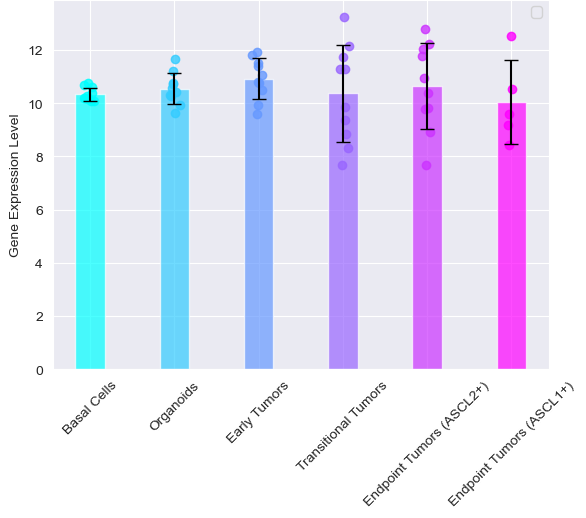 Gene Expression Level
12
10
8
6
4
2
0
Basal Cells
Organoids
Early Tumors
Transitional Tumors
Endpoint Tumors (ASCL2+)
Endpoint Tumors (ASCL1+)